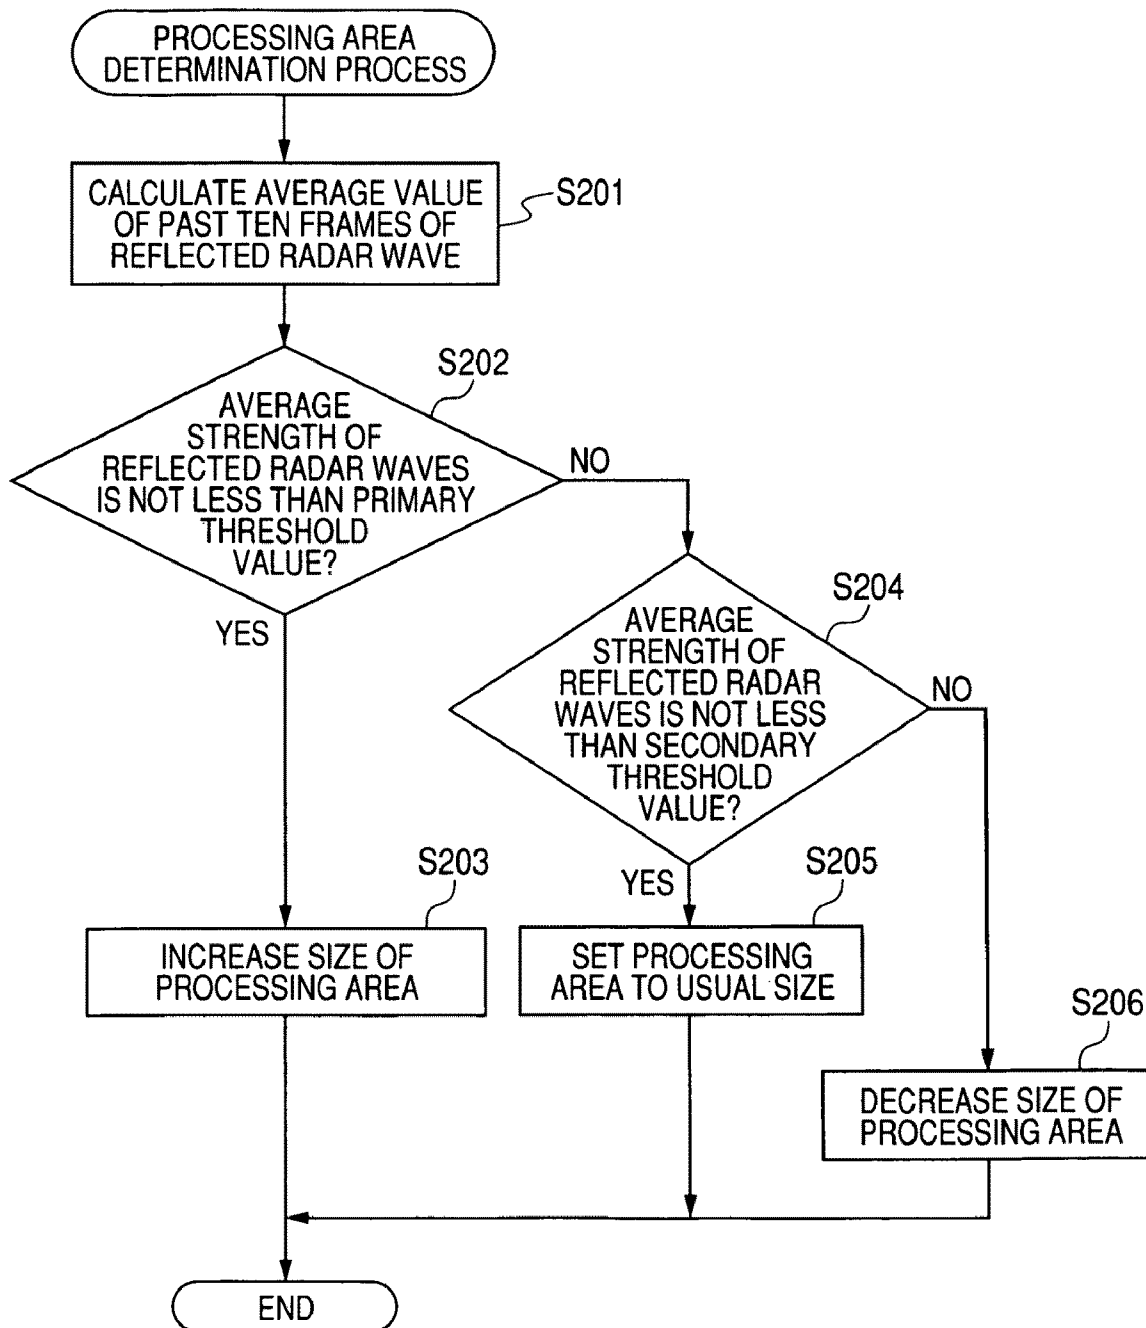 PROCESSING AREA
DETERMINATION PROCESS
CALCULATE AVERAGE VALUE
OF PAST TEN FRAMES OF
REFLECTED RADAR WAVE
S201
S202
AVERAGE
STRENGTH OF
REFLECTED RADAR WAVES
IS NOT LESS THAN PRIMARY
THRESHOLD
VALUE?
NO
YES
S204
AVERAGE
STRENGTH OF
REFLECTED RADAR
WAVES IS NOT LESS
THAN SECONDARY
THRESHOLD
VALUE?
NO
YES
S203
INCREASE SIZE OF
PROCESSING AREA
S205
SET PROCESSING
AREA TO USUAL SIZE
S206
DECREASE SIZE OF
PROCESSING AREA
END